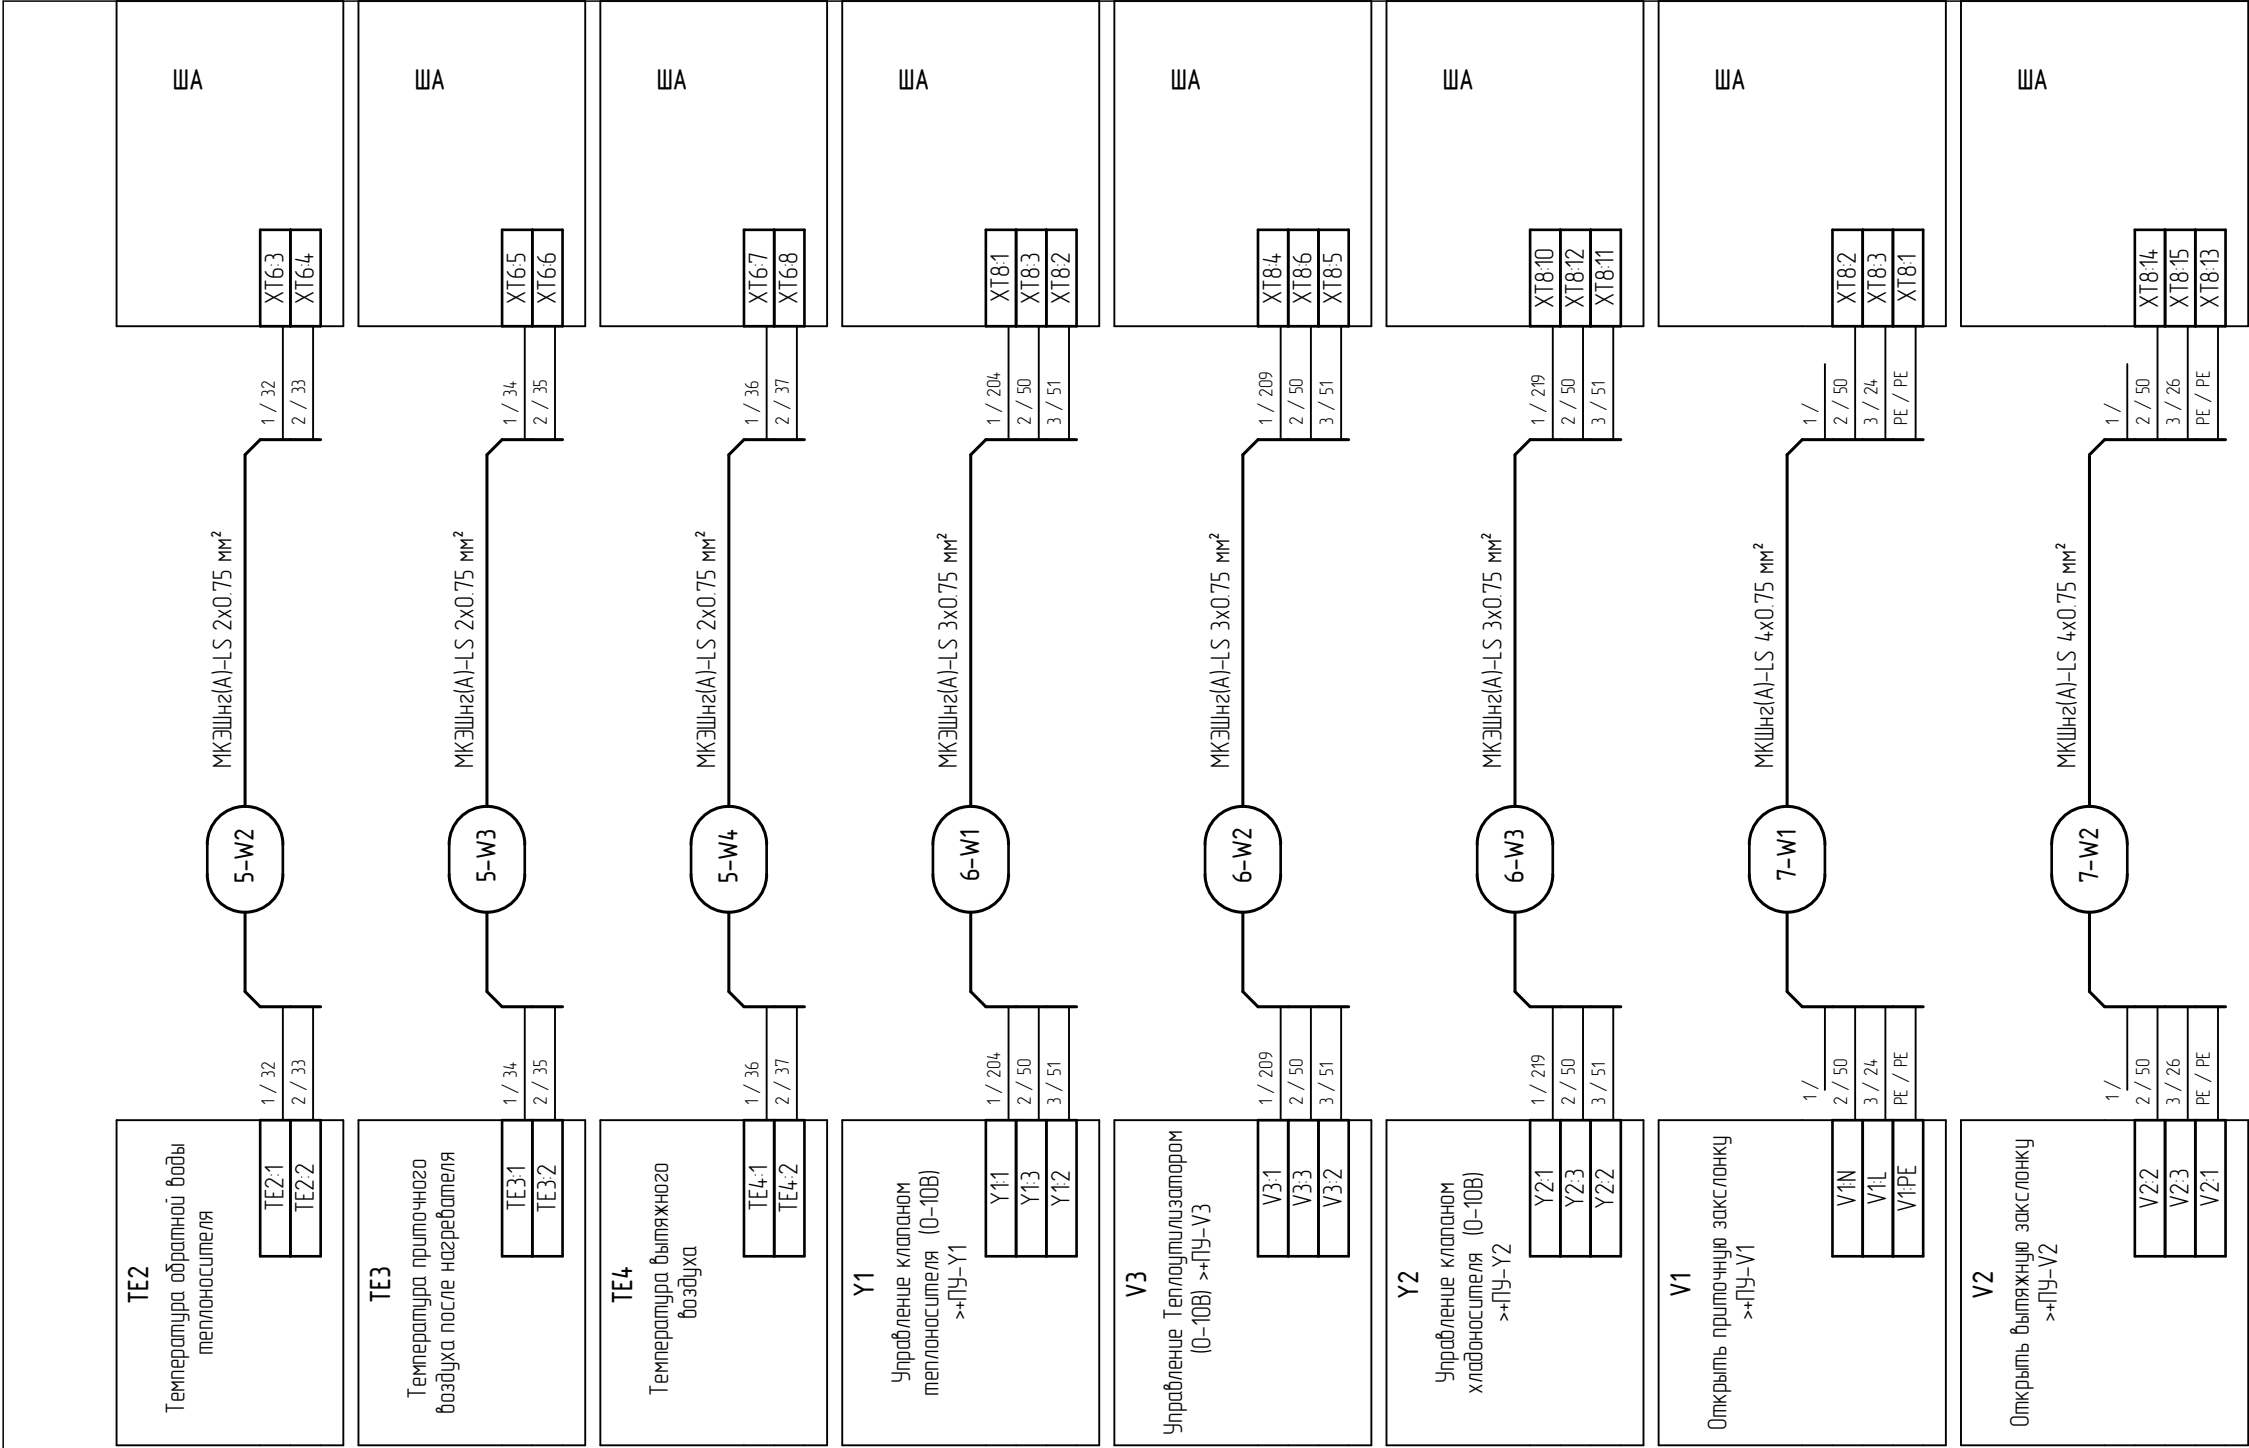 TE2
Температура обратной воды
теплоносителя
TE2:1
TE2:2
1 / 32
2 / 33
5-W2
МКЭШнг(А)-LS 2x0.75 мм²
1 / 32
2 / 33
XT6:3
XT6:4
ША
TE3
Температура приточного
воздуха после нагревателя
TE3:1
TE3:2
1 / 34
2 / 35
5-W3
МКЭШнг(А)-LS 2x0.75 мм²
1 / 34
2 / 35
XT6:5
XT6:6
ША
TE4
Температура вытяжного
воздуха
TE4:1
TE4:2
1 / 36
2 / 37
5-W4
МКЭШнг(А)-LS 2x0.75 мм²
1 / 36
2 / 37
XT6:7
XT6:8
ША
Y1
Управление клапаном
теплоносителя (0-10В)
>+ПУ-Y1
Y1:1
Y1:3
Y1:2
1 / 204
2 / 50
3 / 51
6-W1
МКЭШнг(А)-LS 3x0.75 мм²
1 / 204
2 / 50
3 / 51
XT8:1
XT8:3
XT8:2
ША
V3
Управление Теплоутилизатором
(0-10В) >+ПУ-V3
V3:1
V3:3
V3:2
1 / 209
2 / 50
3 / 51
6-W2
МКЭШнг(А)-LS 3x0.75 мм²
1 / 209
2 / 50
3 / 51
XT8:4
XT8:6
XT8:5
ША
Y2
Управление клапаном
хладоносителя (0-10В)
>+ПУ-Y2
Y2:1
Y2:3
Y2:2
1 / 219
2 / 50
3 / 51
6-W3
МКЭШнг(А)-LS 3x0.75 мм²
1 / 219
2 / 50
3 / 51
XT8:10
XT8:12
XT8:11
ША
V1
Открыть приточную закслонку
>+ПУ-V1
V1:N
V1:L
V1:PE
1 /
2 / 50
3 / 24
PE / PE
7-W1
МКШнг(А)-LS 4x0.75 мм²
1 /
2 / 50
3 / 24
PE / PE
XT8:2
XT8:3
XT8:1
ША
V2
Открыть вытяжную закслонку
>+ПУ-V2
V2:2
V2:3
V2:1
1 /
2 / 50
3 / 26
PE / PE
7-W2
МКШнг(А)-LS 4x0.75 мм²
1 /
2 / 50
3 / 26
PE / PE
XT8:14
XT8:15
XT8:13
ША